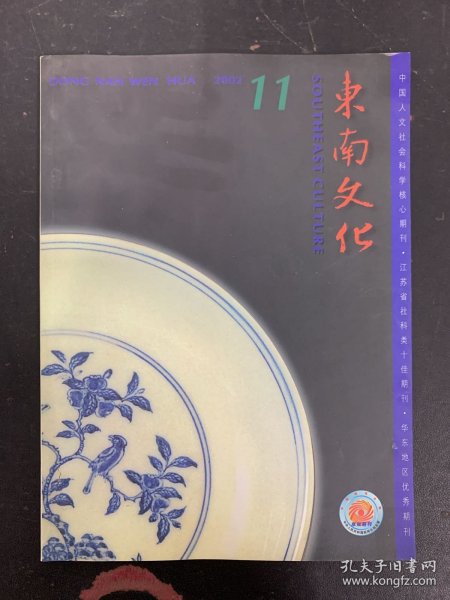 DONG NAN WEN HUA 2002
11
東南文化
SOUTHEAST CULTURE
中国人文社会科学核心期刊·江苏省社科类十佳期刊·华东地区优秀期刊
孔夫子旧书网
www.kongfz.com